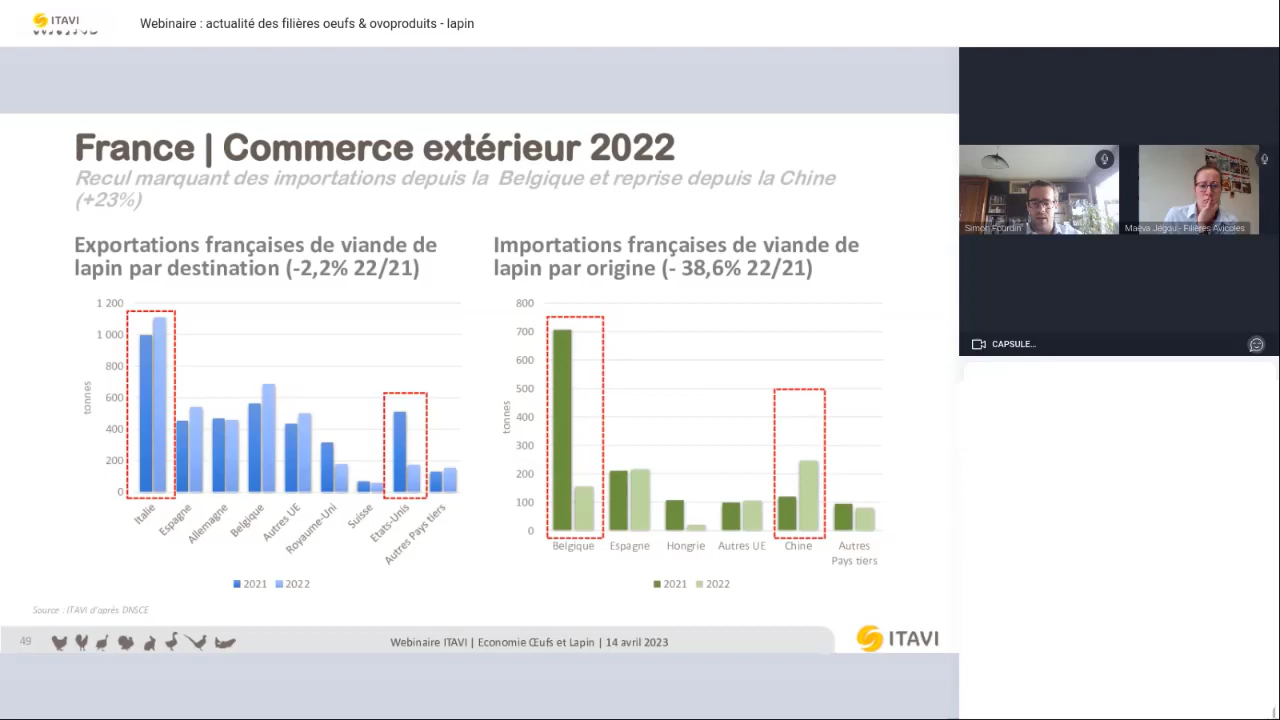 ITAVI
Webinaire : actualité des filières oeufs & ovoproduits - lapin
France | Commerce extérieur 2022
Recul marquant des importations depuis la Belgique et reprise depuis la Chine
(+23%)
Exportations françaises de viande de
lapin par destination (-2,2% 22/21)
1 200
1 000
800
600
400
200
0
tonnes
Italie
Espagne
Allemagne
Belgique
Autres UE
Royaume-Uni
Suisse
Etats-Unis
Autres Pays tiers
2021
2022
Importations françaises de viande de
lapin par origine (- 38,6% 22/21)
800
700
600
500
400
300
200
100
0
tonnes
Belgique
Espagne
Hongrie
Autres UE
Chine
Autres
Pays tiers
2021
2022
Source : ITAVI d'après DNSCE
49
Webinaire ITAVI | Economie Œufs et Lapin | 14 avril 2023
ITAVI
Simon Fourdin
Maëva Jégou - Filières Avicoles
CAPSULE...